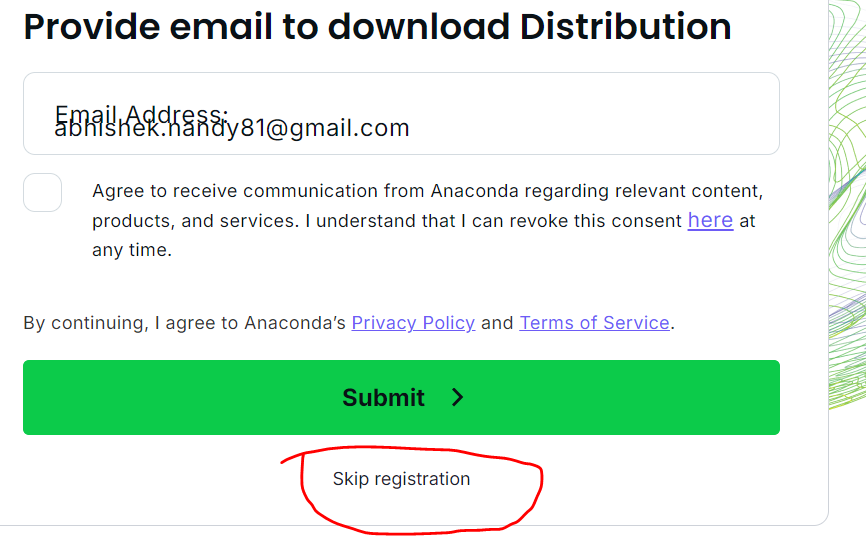 Provide email to download Distribution
Email Address:
abhishek.nandy81@gmail.com
Agree to receive communication from Anaconda regarding relevant content,
products, and services. I understand that I can revoke this consent here at
any time.
By continuing, I agree to Anaconda’s Privacy Policy and Terms of Service.
Submit
Skip registration